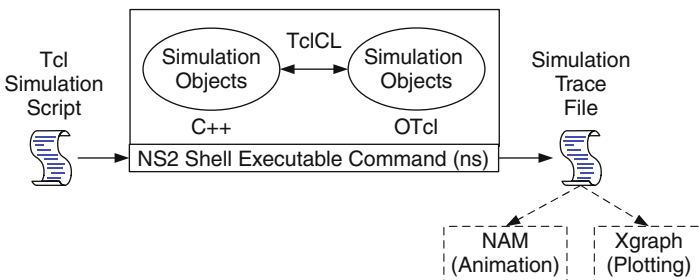 Tcl
Simulation
Script
Simulation
Objects
TclCL
Simulation
Objects
C++
OTcl
NS2 Shell Executable Command (ns)
Simulation
Trace
File
NAM
(Animation)
Xgraph
(Plotting)